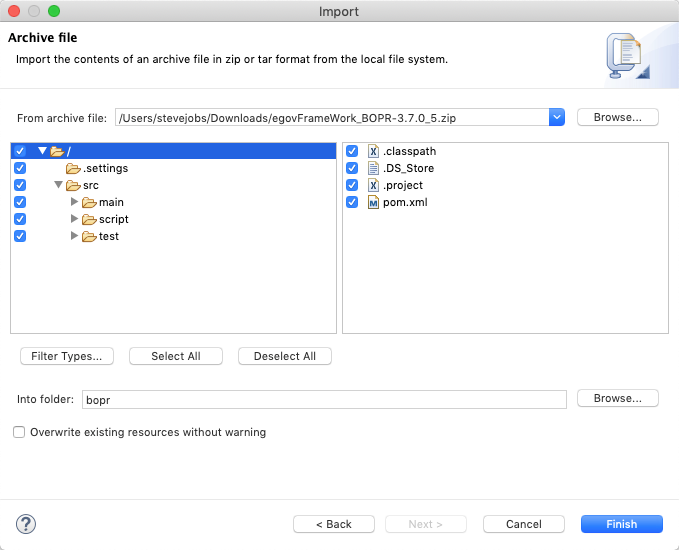 Import
Archive file
Import the contents of an archive file in zip or tar format from the local file system.
From archive file: /Users/stevejobs/Downloads/egovFrameWork_BOPR-3.7.0_5.zip Browse...
/
.settings
src
main
script
test
.classpath
.DS_Store
.project
pom.xml
Filter Types... Select All Deselect All
Into folder: bopr Browse...
Overwrite existing resources without warning
? < Back Next > Cancel Finish